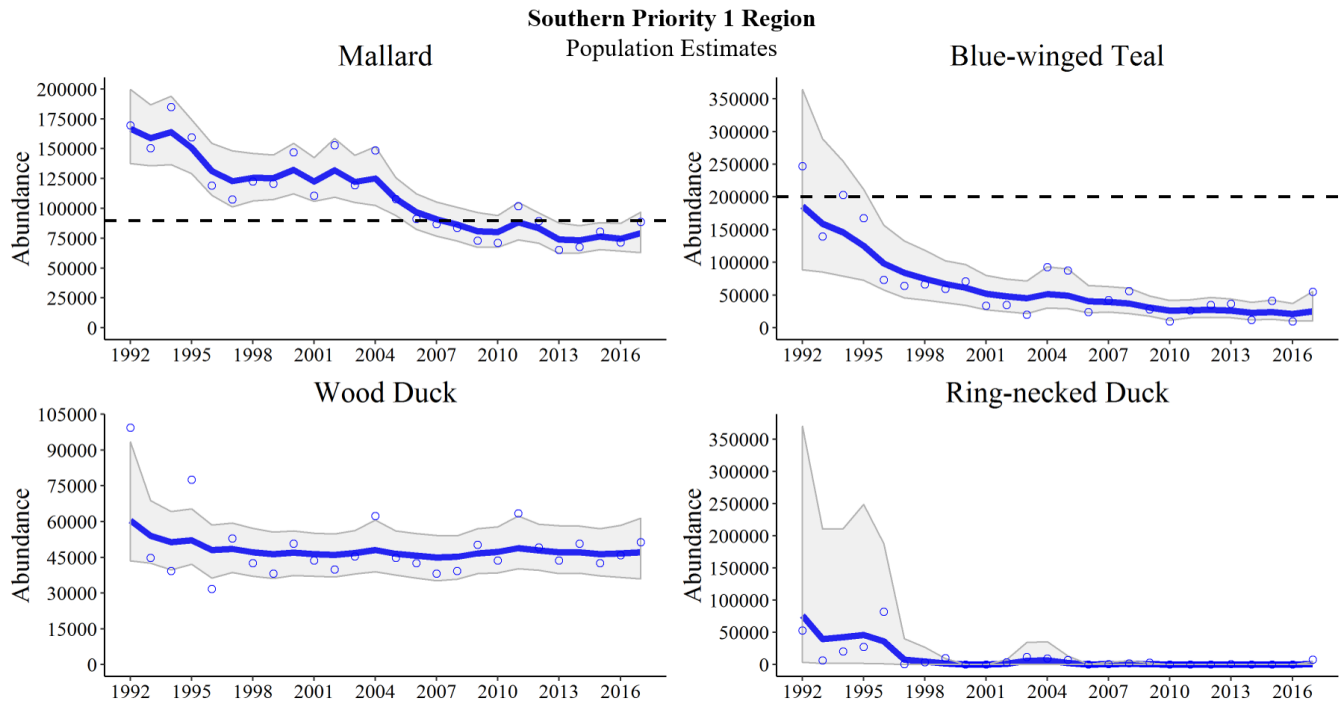 Southern Priority 1 Region
Population Estimates
Mallard
Abundance
200000
175000
150000
125000
100000
75000
50000
25000
0
1992 1995 1998 2001 2004 2007 2010 2013 2016
Blue-winged Teal
Abundance
350000
300000
250000
200000
150000
100000
50000
0
1992 1995 1998 2001 2004 2007 2010 2013 2016
Wood Duck
Abundance
105000
90000
75000
60000
45000
30000
15000
0
1992 1995 1998 2001 2004 2007 2010 2013 2016
Ring-necked Duck
Abundance
350000
300000
250000
200000
150000
100000
50000
0
1992 1995 1998 2001 2004 2007 2010 2013 2016